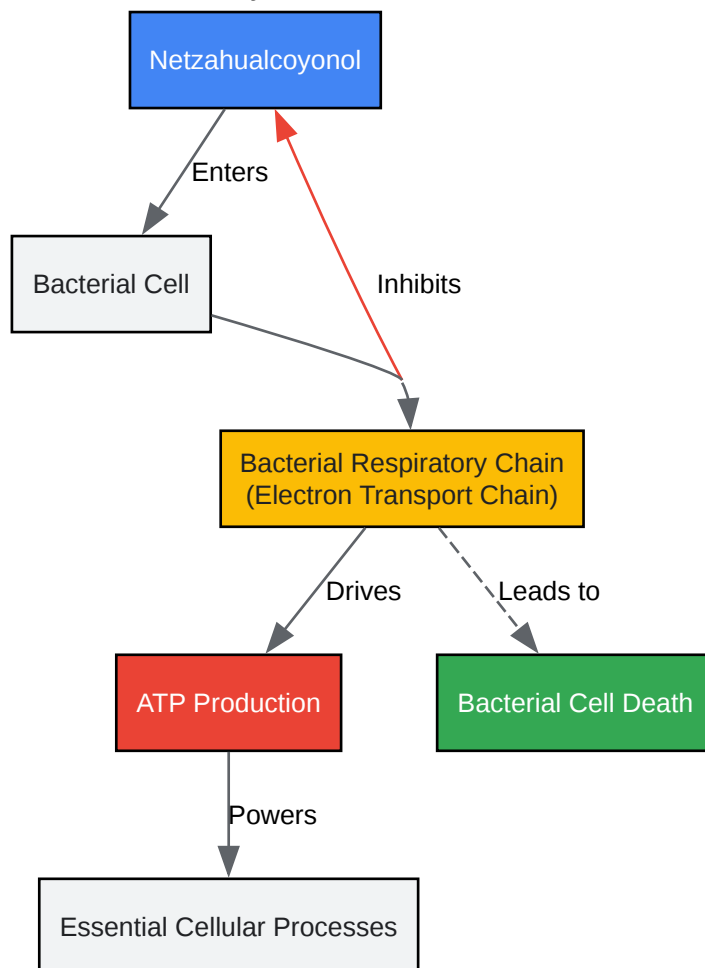 Netzahualcoyonol
Enters
Bacterial Cell
Inhibits
Bacterial Respiratory Chain
(Electron Transport Chain)
Drives
Leads to
ATP Production
Bacterial Cell Death
Powers
Essential Cellular Processes